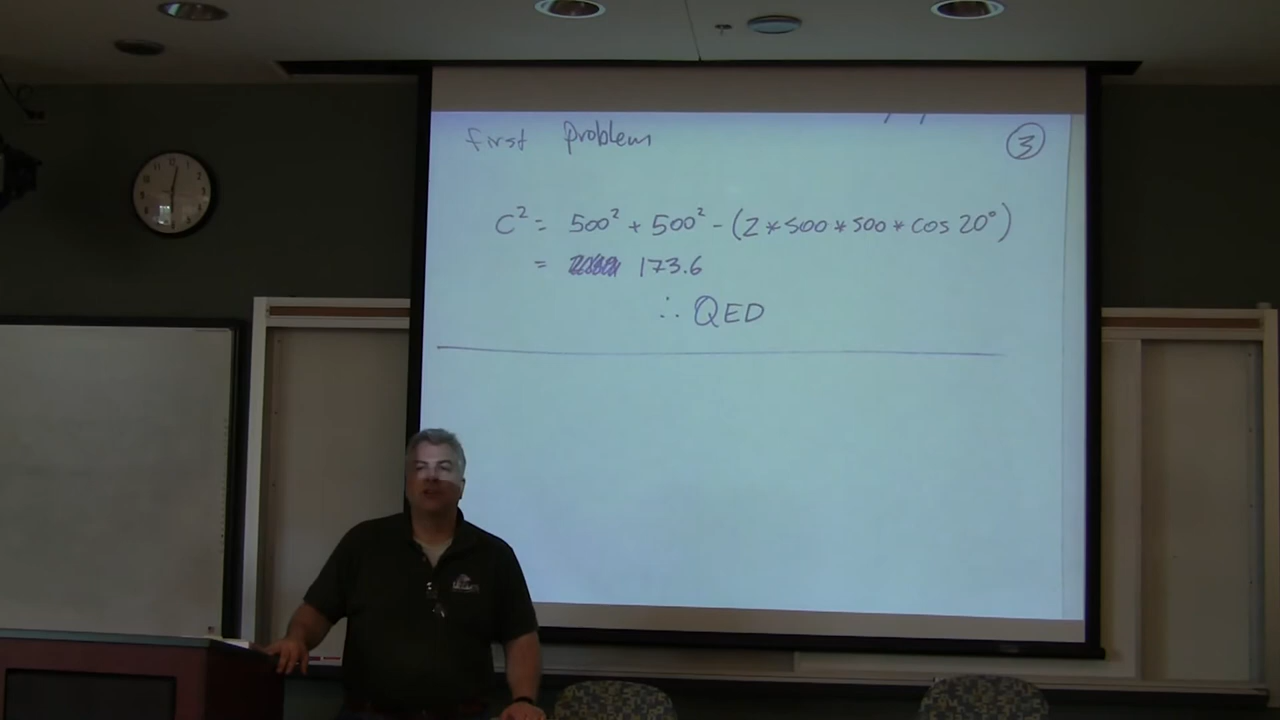 First Problem
3
C² = 500² + 500² - (2 * 500 * 500 * cos 20°)
= 173.6
∴ QED